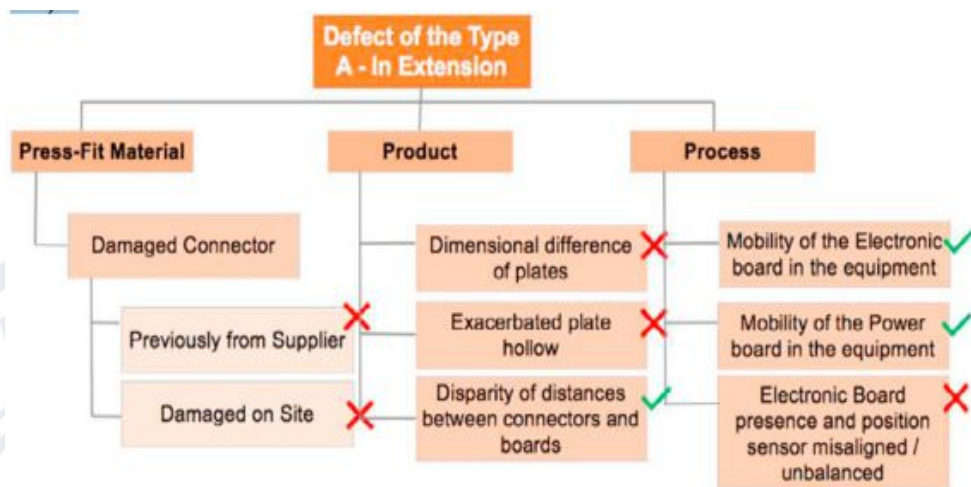 Defect of the Type
A - In Extension
Press-Fit Material
Product
Process
Damaged Connector
Previously from Supplier
Damaged on Site
Dimensional difference
of plates
Exacerbated plate
hollow
Disparity of distances
between connectors and
boards
Mobility of the Electronic
board in the equipment
Mobility of the Power
board in the equipment
Electronic Board
presence and position
sensor misaligned /
unbalanced